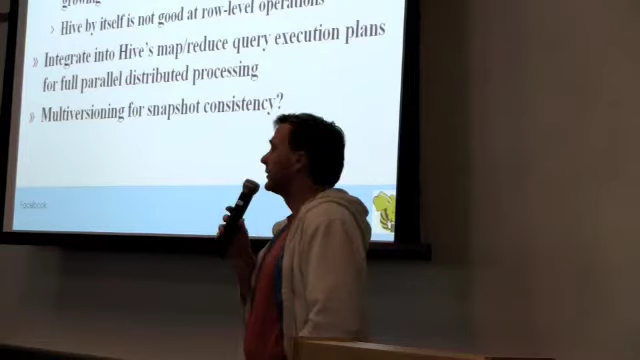 growing
› Hive by itself is not good at row-level operations
» Integrate into Hive's map/reduce query execution plans
for full parallel distributed processing
» Multiversioning for snapshot consistency?
Facebook